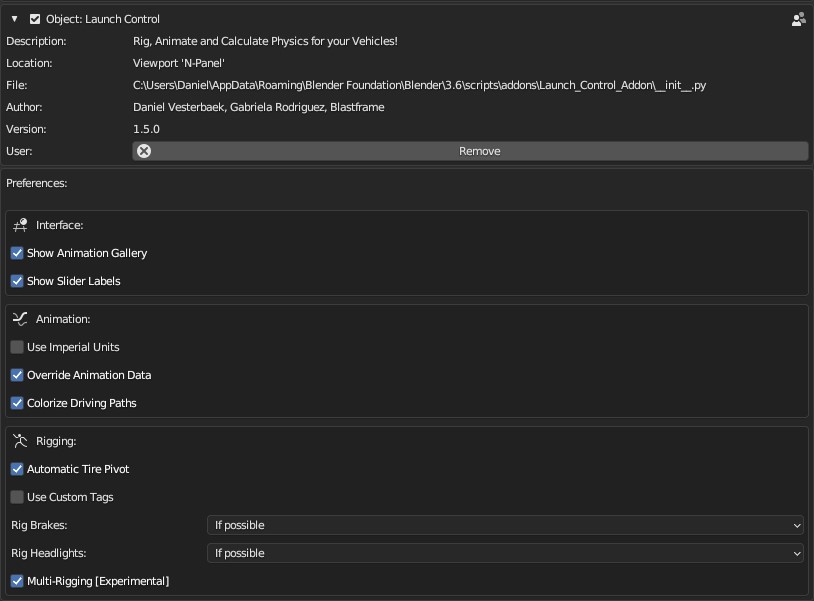 Object: Launch Control
Description: Rig, Animate and Calculate Physics for your Vehicles!
Location: Viewport 'N-Panel'
File: C:\Users\Daniel\AppData\Roaming\Blender Foundation\Blender\3.6\scripts\addons\Launch_Control_Addon\__init__.py
Author: Daniel Vesterbaek, Gabriela Rodriguez, Blastframe
Version: 1.5.0
User: Remove
Preferences:
Interface:
Show Animation Gallery
Show Slider Labels
Animation:
Use Imperial Units
Override Animation Data
Colorize Driving Paths
Rigging:
Automatic Tire Pivot
Use Custom Tags
Rig Brakes: If possible
Rig Headlights: If possible
Multi-Rigging [Experimental]